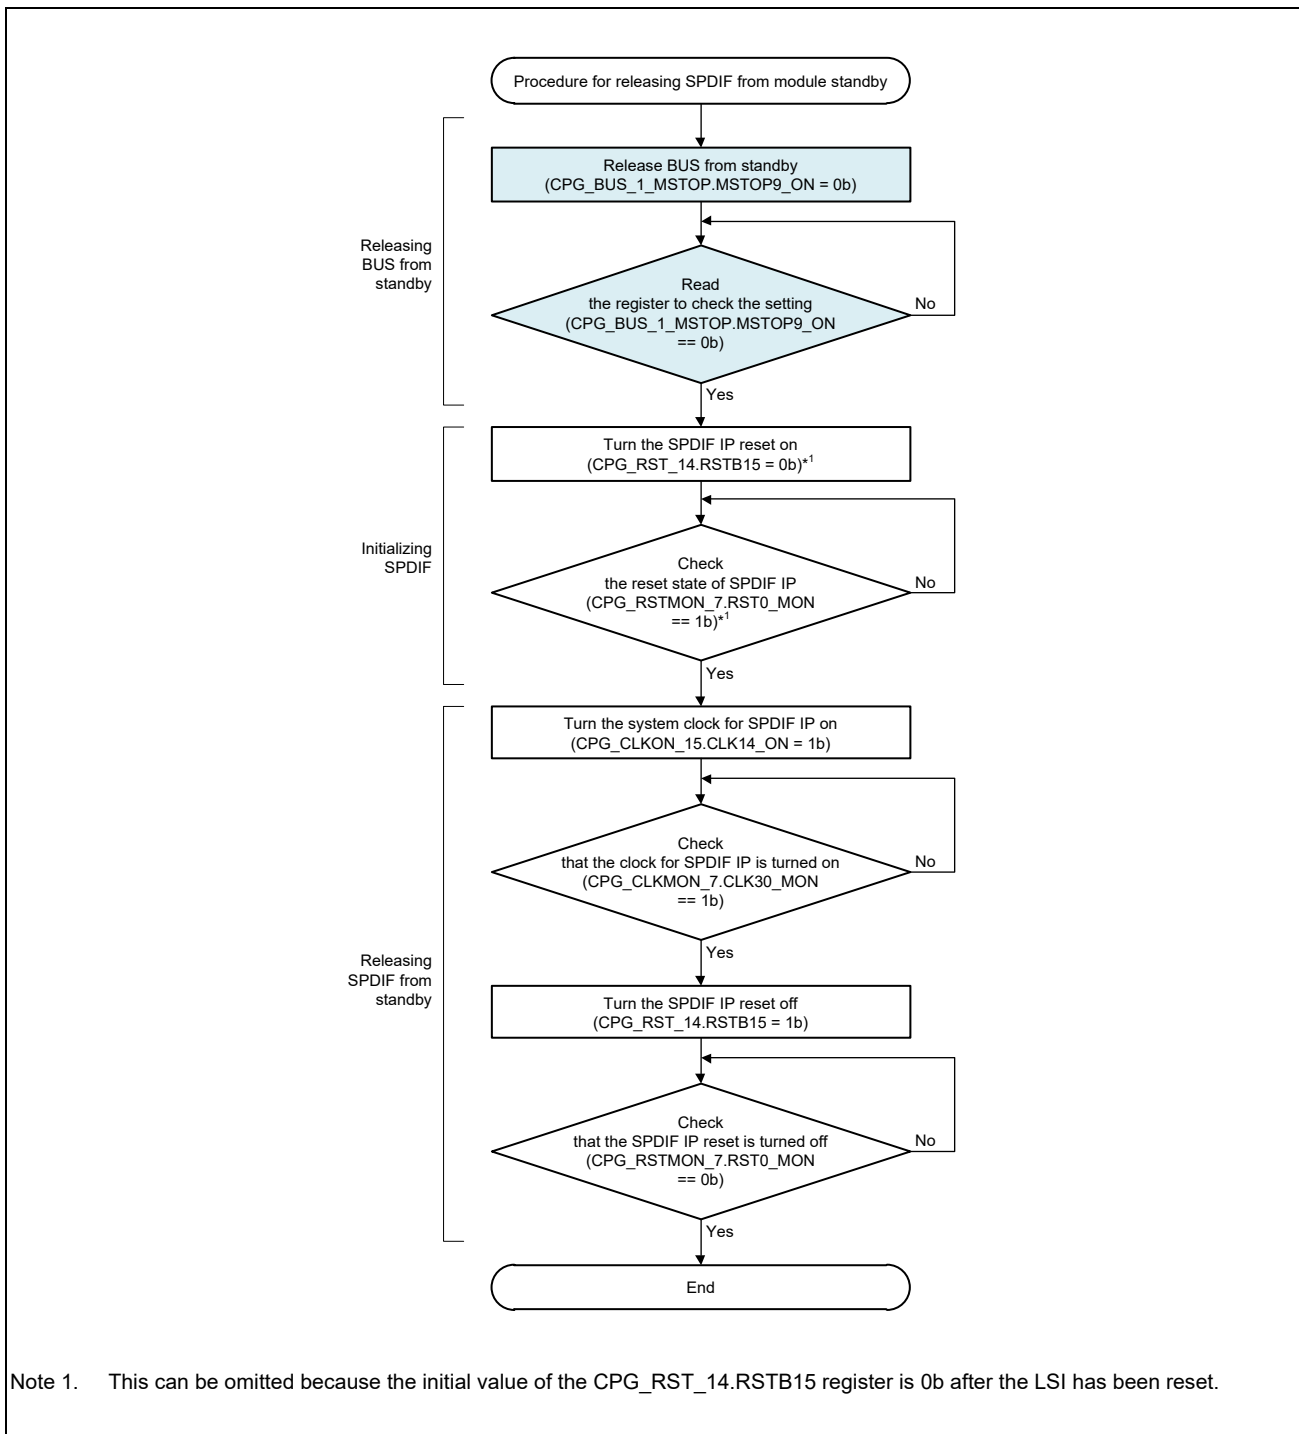 Procedure for releasing SPDIF from module standby
Releasing
BUS from
standby
Release BUS from standby
(CPG_BUS_1_MSTOP.MSTOP9_ON = 0b)
Read
the register to check the setting
(CPG_BUS_1_MSTOP.MSTOP9_ON
== 0b)
No
Yes
Initializing
SPDIF
Turn the SPDIF IP reset on
(CPG_RST_14.RSTB15 = 0b)*1
Check
the reset state of SPDIF IP
(CPG_RSTMON_7.RST0_MON
== 1b)*1
No
Yes
Releasing
SPDIF from
standby
Turn the system clock for SPDIF IP on
(CPG_CLKON_15.CLK14_ON = 1b)
Check
that the clock for SPDIF IP is turned on
(CPG_CLKMON_7.CLK30_MON
== 1b)
No
Yes
Turn the SPDIF IP reset off
(CPG_RST_14.RSTB15 = 1b)
Check
that the SPDIF IP reset is turned off
(CPG_RSTMON_7.RST0_MON
== 0b)
No
Yes
End
Note 1. This can be omitted because the initial value of the CPG_RST_14.RSTB15 register is 0b after the LSI has been reset.